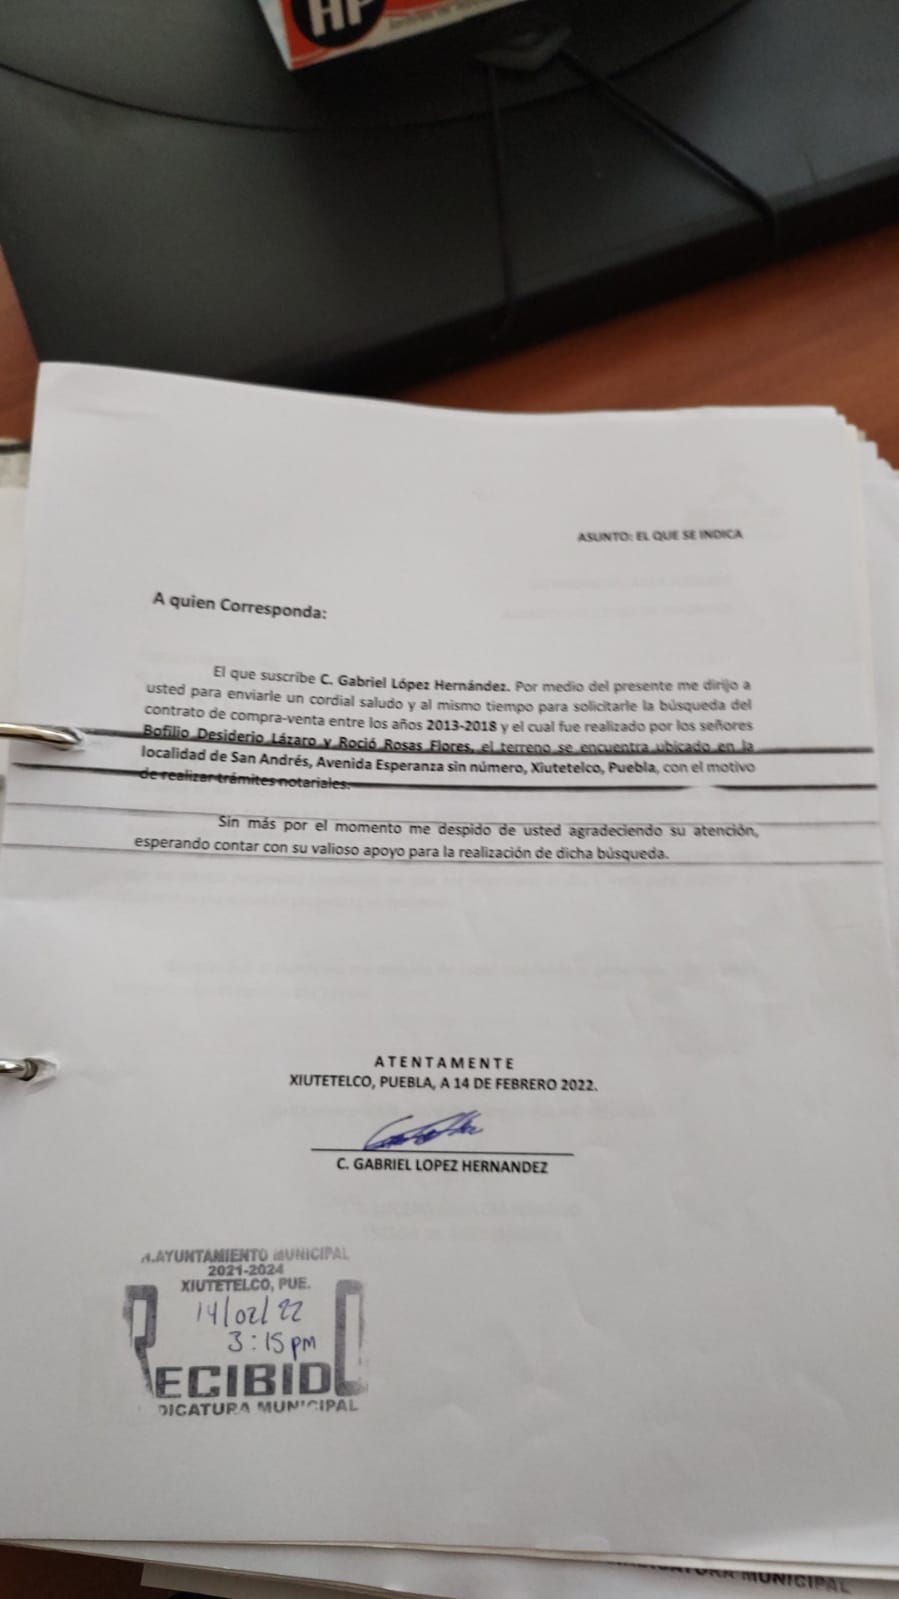 HP
ASUNTO: EL QUE SE INDICA
A quien Corresponda:
El que suscribe C. Gabriel López Hernández. Por medio del presente me dirijo a
usted para enviarle un cordial saludo y al mismo tiempo para solicitarle la búsqueda del
contrato de compra-venta entre los años 2013-2018 y el cual fue realizado por los señores
Bofilio Desiderio Lázaro y Roció Rosas Flores, el terreno se encuentra ubicado en la
localidad de San Andrés, Avenida Esperanza sin número, Xiutetelco, Puebla, con el motivo
de realizar trámites notariales.
Sin más por el momento me despido de usted agradeciendo su atención,
esperando contar con su valioso apoyo para la realización de dicha búsqueda.
ATENTAMENTE
XIUTETELCO, PUEBLA, A 14 DE FEBRERO 2022.
C. GABRIEL LOPEZ HERNANDEZ
H.AYUNTAMIENTO MUNICIPAL
2021-2024
XIUTETELCO, PUE.
14/02/22
3:15pm
RECIBIDO
DICATURA MUNICIPAL
MUNICIPAL